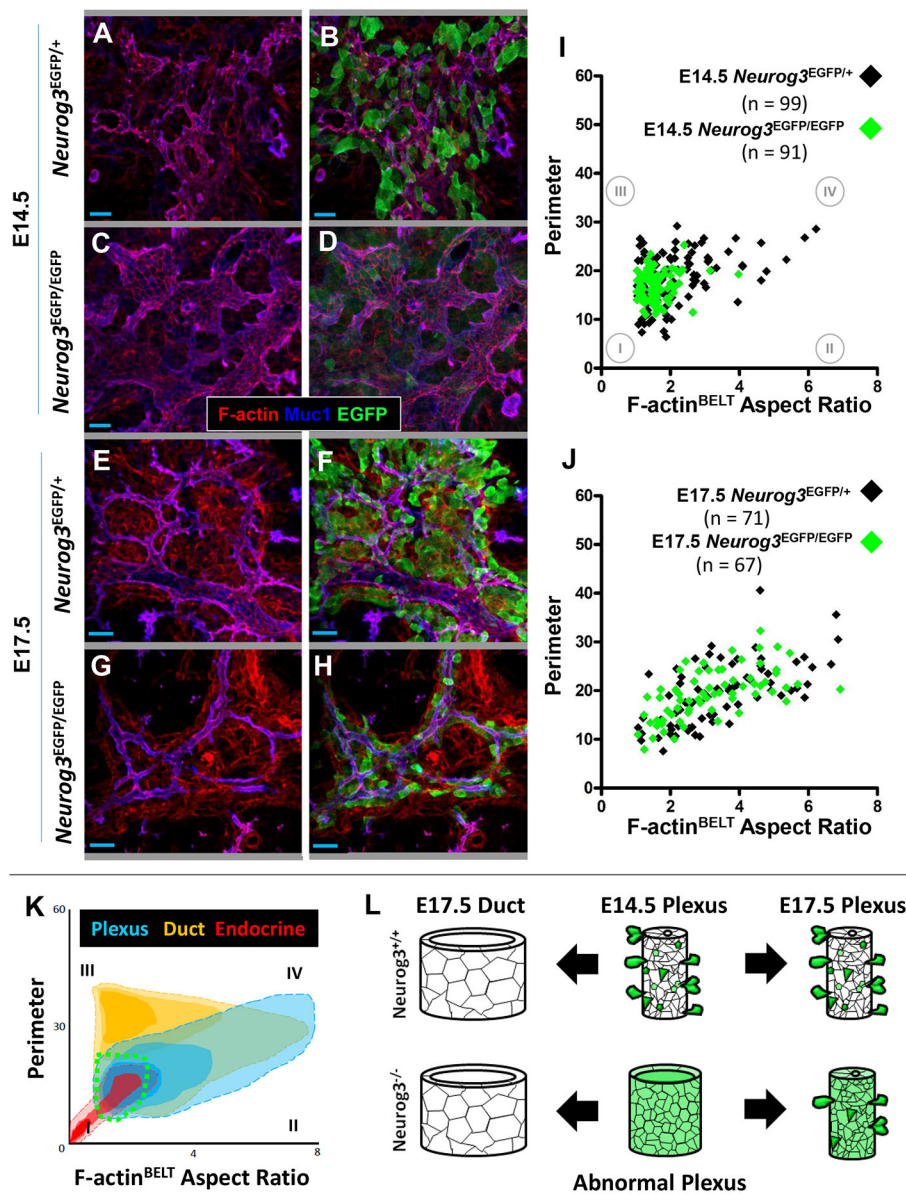 E14.5
Neurog3EGFP/+
A
B
Neurog3EGFP/EGFP
C
D
F-actin Muc1 EGFP
E17.5
Neurog3EGFP/+
E
F
Neurog3EGFP/EGFP
G
H
I
E14.5 Neurog3EGFP/+
(n = 99)
E14.5 Neurog3EGFP/EGFP
(n = 91)
60
50
40
30
20
10
0
Perimeter
III
IV
I
II
0
2
4
6
8
F-actinBELT Aspect Ratio
J
E17.5 Neurog3EGFP/+
(n = 71)
E17.5 Neurog3EGFP/EGFP
(n = 67)
60
50
40
30
20
10
0
Perimeter
0
2
4
6
8
F-actinBELT Aspect Ratio
K
Plexus Duct Endocrine
60
30
0
Perimeter
III
IV
I
II
4
8
F-actinBELT Aspect Ratio
L
E17.5 Duct
E14.5 Plexus
E17.5 Plexus
Neurog3+/+
Neurog3-/-
Abnormal Plexus